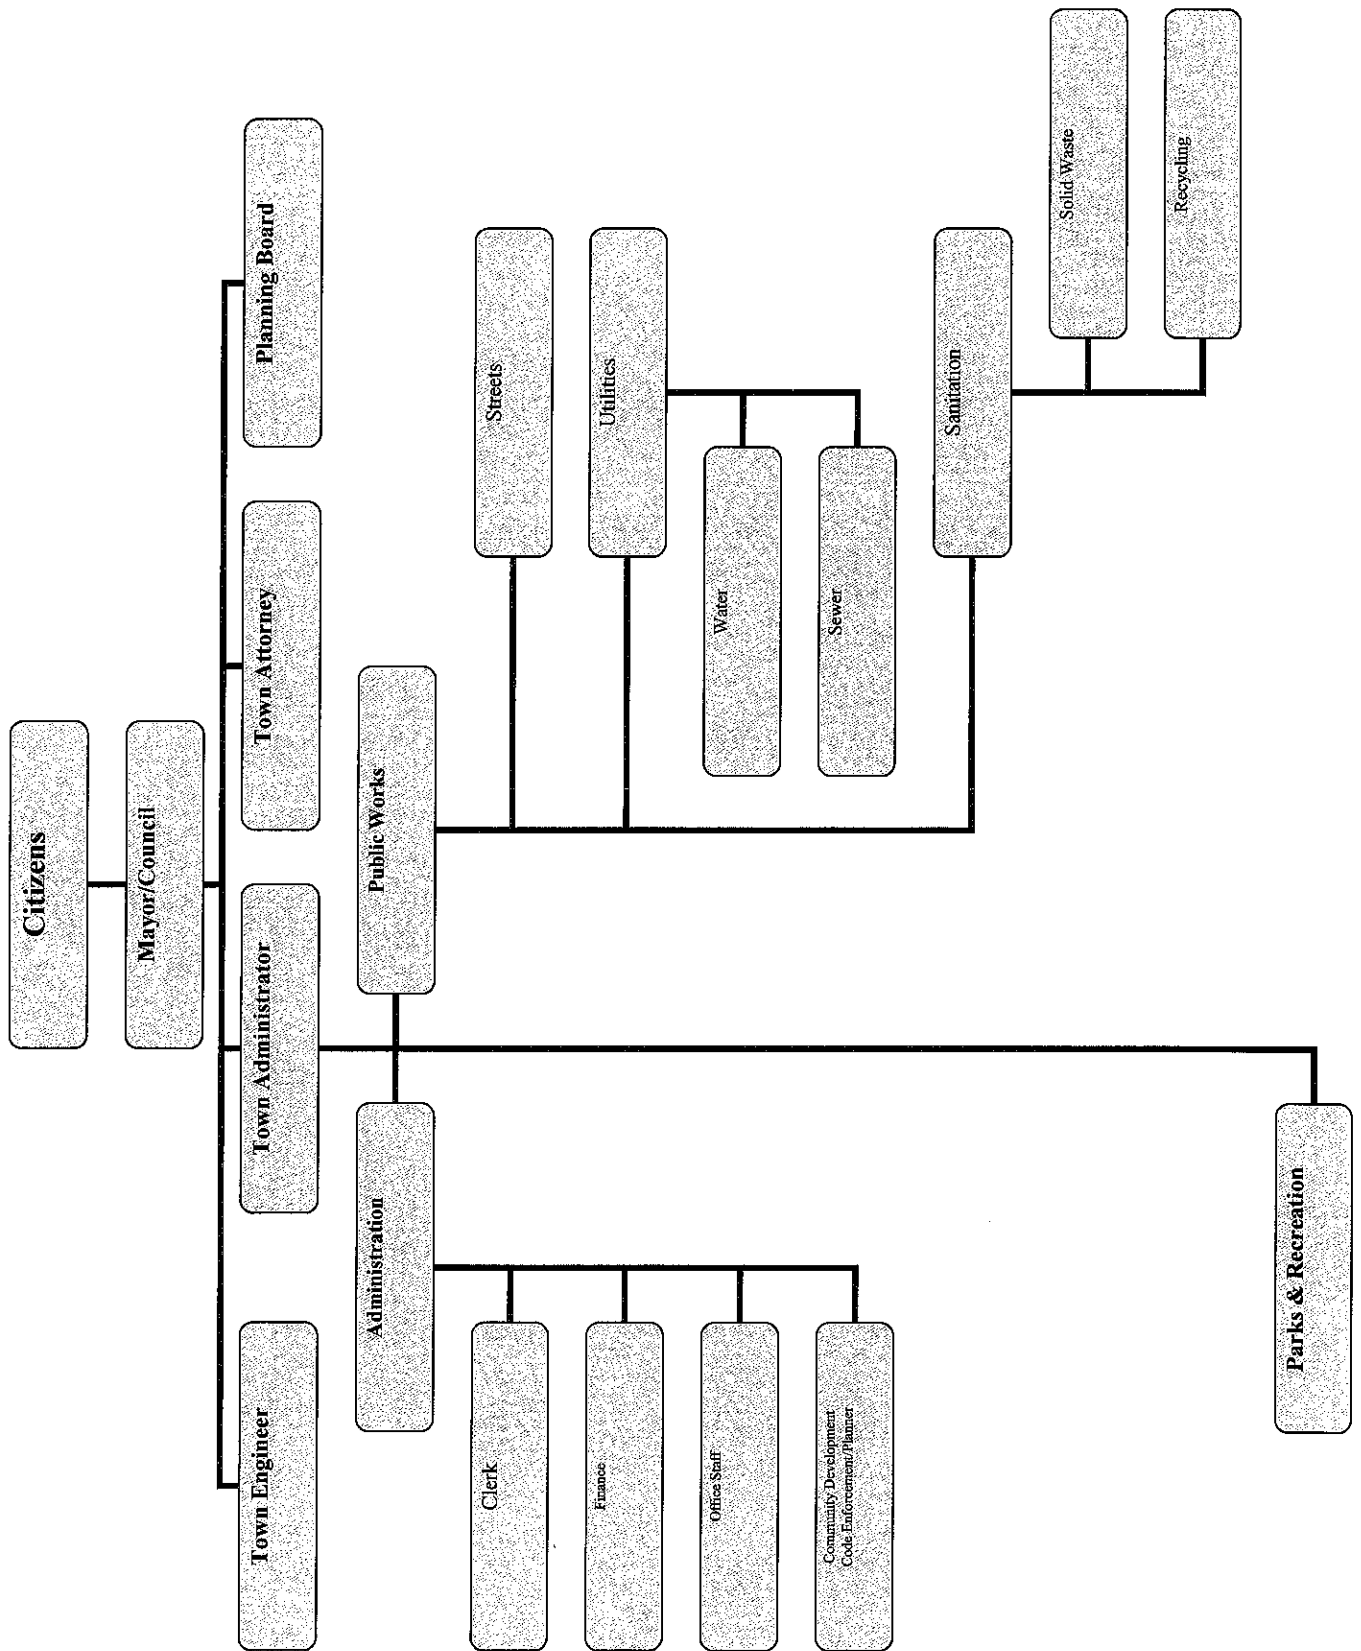 Citizens
Mayor/Council
Town Engineer
Town Administrator
Town Attorney
Planning Board
Administration
Public Works
Clerk
Finance
Office Staff
Community Development
Code Enforcement/Planner
Streets
Utilities
Water
Sewer
Sanitation
Solid Waste
Recycling
Parks & Recreation